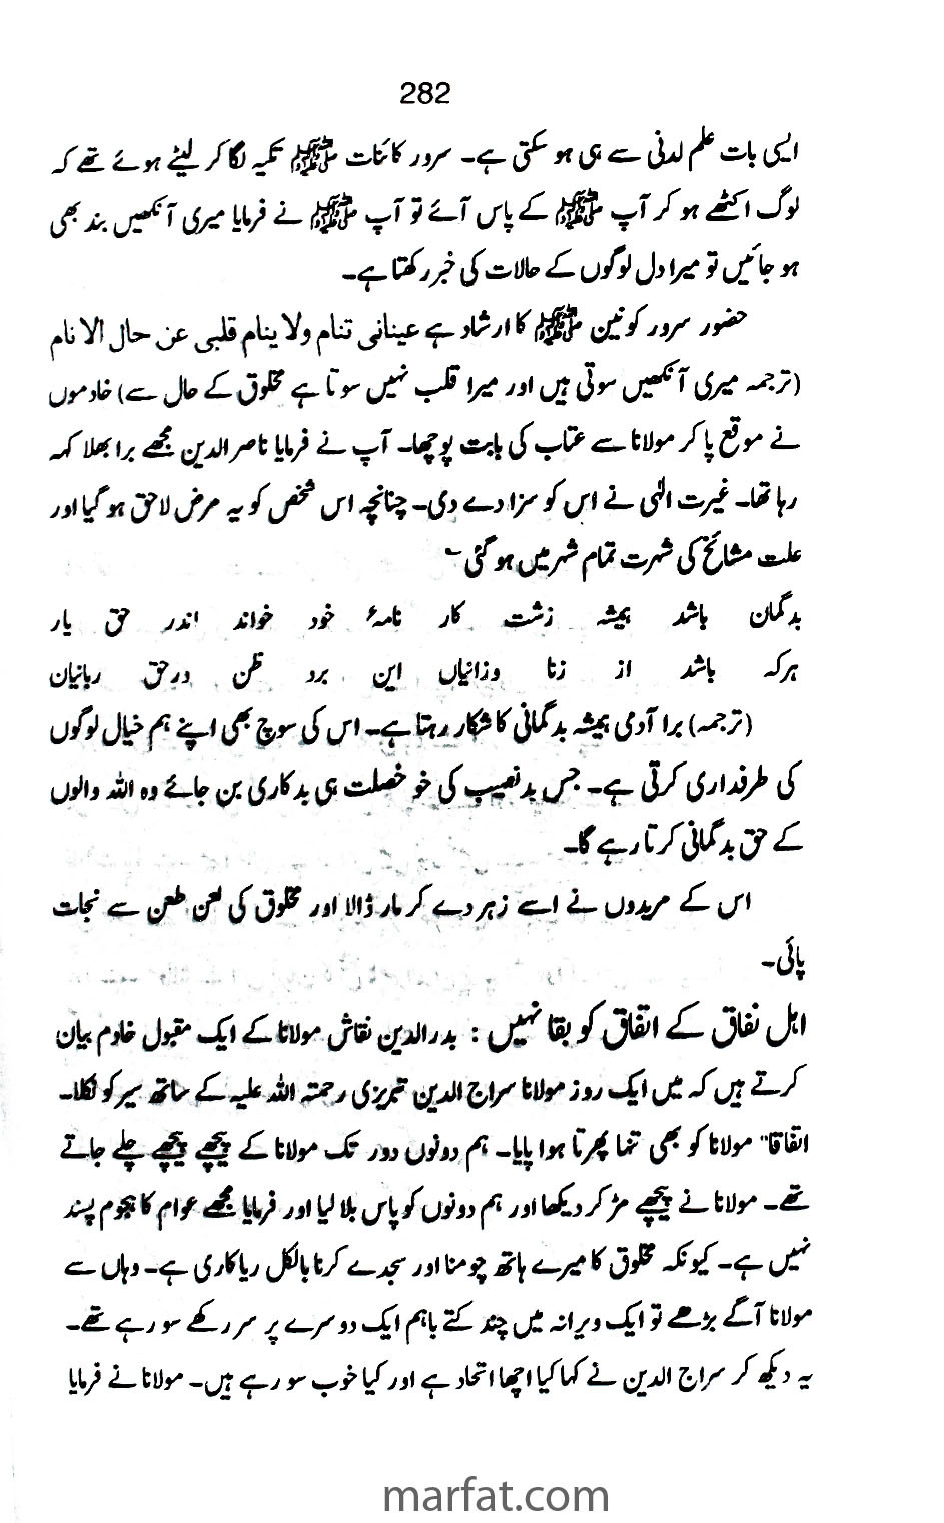 282
ایسی بات علم لدنی سے ہی ہو سکتی ہے۔ سرور کائنات ﷺ تکیہ لگا کر لیٹے ہوئے تھے کہ
لوگ اکٹھے ہو کر آپ ﷺ کے پاس آئے تو آپ ﷺ نے فرمایا میری آنکھیں بند بھی
ہو جائیں تو میرا دل لوگوں کے حالات کی خبر رکھتا ہے۔
حضور سرور کونین ﷺ کا ارشاد ہے عینانی تنام ولا ینام قلبی عن حال الانام
(ترجمہ میری آنکھیں سوتی ہیں اور میرا قلب نہیں سوتا ہے مخلوق کے حال سے) خادموں
نے موقع پا کر مولانا سے عتاب کی بابت پوچھا۔ آپ نے فرمایا ناصر الدین مجھے برا بھلا کہہ
رہا تھا۔ غیرت الٰہی نے اس کو سزا دے دی۔ چنانچہ اس شخص کو یہ مرض لاحق ہو گیا اور
علت مشائخ کی شہرت تمام شہر میں ہو گئی ۔
بدگمان باشد ہمیشہ زشت کار نامۂ خود خواند اندر حق یار
ہرکہ باشد از زنا وزانیاں این برد ظن درحق ربانیان
(ترجمہ) برا آدمی ہمیشہ بدگمانی کا شکار رہتا ہے۔ اس کی سوچ بھی اپنے ہم خیال لوگوں
کی طرفداری کرتی ہے۔ جس بدنصیب کی خو خصلت ہی بدکاری بن جائے وہ اللہ والوں
کے حق بدگمانی کرتا رہے گا۔
اس کے مریدوں نے اسے زہر دے کر مار ڈالا اور مخلوق کی لعن طعن سے نجات
پائی۔
اہل نفاق کے اتفاق کو بقا نہیں : بدرالدین نقاش مولانا کے ایک مقبول خادم بیان
کرتے ہیں کہ میں ایک روز مولانا سراج الدین تبریزی رحمتہ اللہ علیہ کے ساتھ سیر کو نکلا۔
اتفاقا" مولانا کو بھی تنہا پھرتا ہوا پایا۔ ہم دونوں دور تک مولانا کے پیچھے پیچھے چلے جاتے
تھے۔ مولانا نے پیچھے مڑ کر دیکھا اور ہم دونوں کو پاس بلا لیا اور فرمایا مجھے عوام کا ہجوم پسند
نہیں ہے۔ کیونکہ مخلوق کا میرے ہاتھ چومنا اور سجدے کرنا بالکل ریاکاری ہے۔ وہاں سے
مولانا آگے بڑھے تو ایک ویرانہ میں چند کتے باہم ایک دوسرے پر سر رکھے سو رہے تھے۔
یہ دیکھ کر سراج الدین نے کہا کیا اچھا اتحاد ہے اور کیا خوب سو رہے ہیں۔ مولانا نے فرمایا
marfat.com